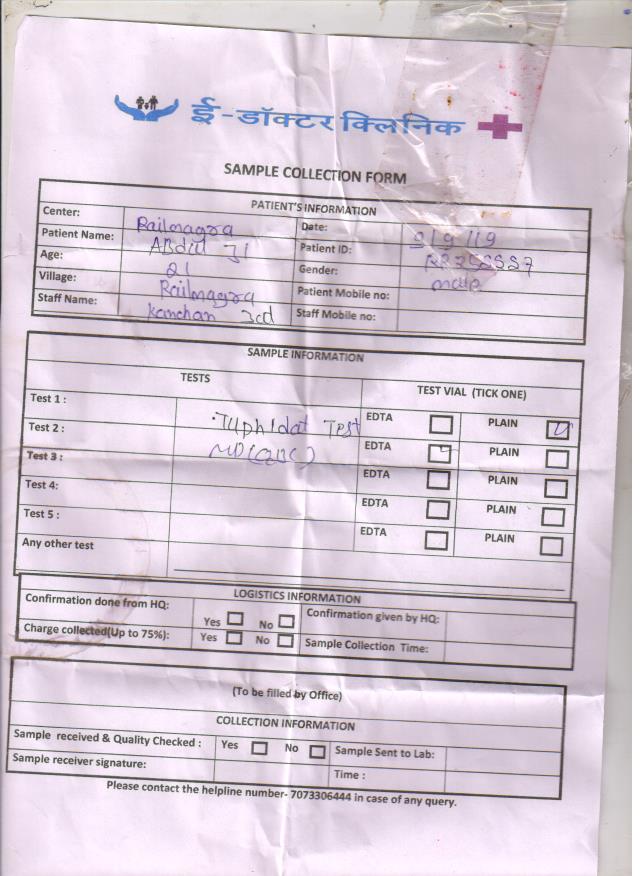 ई-डॉक्टर क्लिनिक
SAMPLE COLLECTION FORM
PATIENT'S INFORMATION
Center: Railmagra Date: 9/9/19
Patient Name: Abdul Patient ID:
Age: 21 Gender: male
Village: Railmagra Patient Mobile no:
Staff Name: kanchan Staff Mobile no:
SAMPLE INFORMATION
TESTS TEST VIAL (TICK ONE)
Test 1 : Tuphidat Test EDTA PLAIN
Test 2 : MP(QBC) EDTA PLAIN
Test 3 : EDTA PLAIN
Test 4: EDTA PLAIN
Test 5 : EDTA PLAIN
Any other test
LOGISTICS INFORMATION
Confirmation done from HQ: Yes No Confirmation given by HQ:
Charge collected(Up to 75%): Yes No Sample Collection Time:
(To be filled by Office)
COLLECTION INFORMATION
Sample received & Quality Checked : Yes No Sample Sent to Lab:
Sample receiver signature: Time :
Please contact the helpline number- 7073306444 in case of any query.